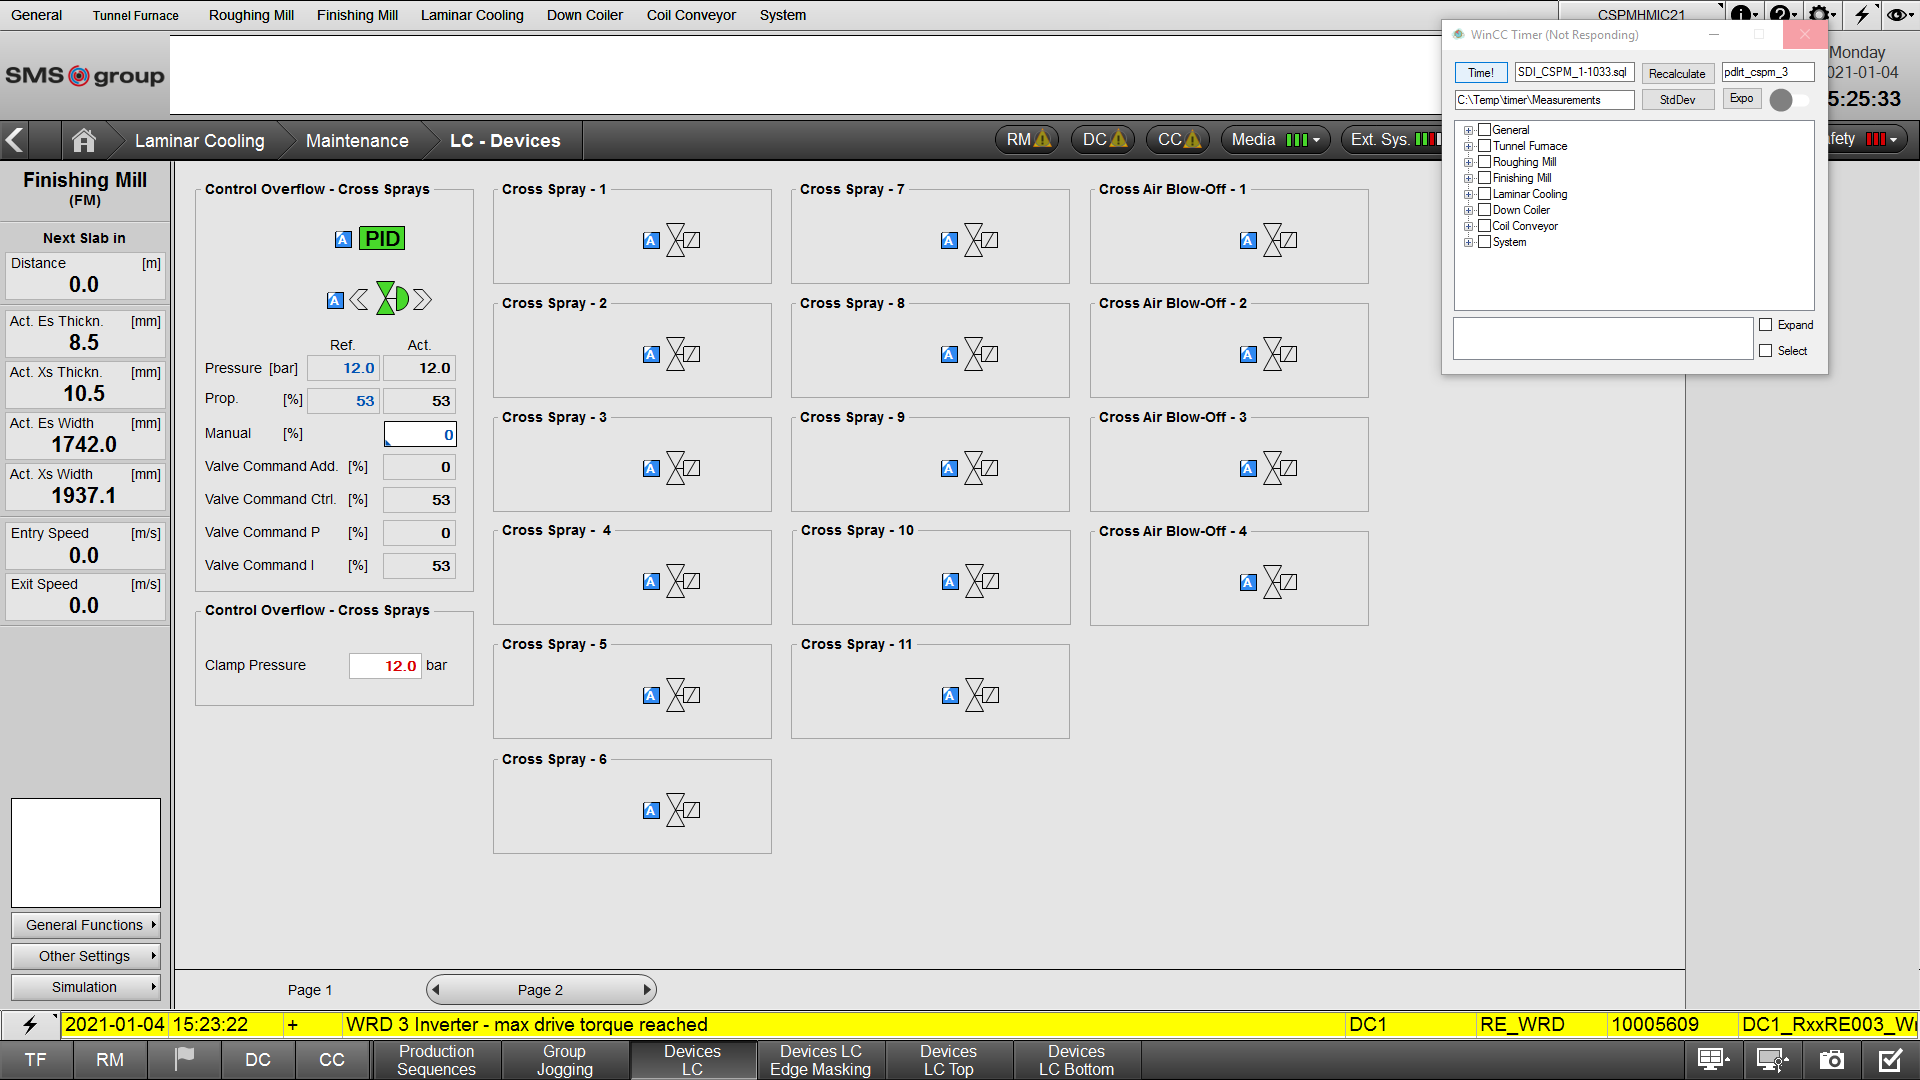 General
Tunnel Furnace
Roughing Mill
Finishing Mill
Laminar Cooling
Down Coiler
Coil Conveyor
System
CSPMHMIC21
SMS group
Monday
021-01-04
5:25:33
Laminar Cooling
Maintenance
LC - Devices
RM
DC
CC
Media
Ext. Sys.
fety
WinCC Timer (Not Responding)
Time!
SDI_CSPM_1-1033.sql
Recalculate
pdlrt_cspm_3
C:\Temp\timer\Measurements
StdDev
Expo
General
Tunnel Furnace
Roughing Mill
Finishing Mill
Laminar Cooling
Down Coiler
Coil Conveyor
System
Expand
Select
Finishing Mill
(FM)
Next Slab in
Distance [m]
0.0
Act. Es Thickn. [mm]
8.5
Act. Xs Thickn. [mm]
10.5
Act. Es Width [mm]
1742.0
Act. Xs Width [mm]
1937.1
Entry Speed [m/s]
0.0
Exit Speed [m/s]
0.0
General Functions
Other Settings
Simulation
Control Overflow - Cross Sprays
A PID
A
Ref. Act.
Pressure [bar] 12.0 12.0
Prop. [%] 53 53
Manual [%] 0
Valve Command Add. [%] 0
Valve Command Ctrl. [%] 53
Valve Command P [%] 0
Valve Command I [%] 53
Control Overflow - Cross Sprays
Clamp Pressure 12.0 bar
Cross Spray - 1
A
Cross Spray - 2
A
Cross Spray - 3
A
Cross Spray - 4
A
Cross Spray - 5
A
Cross Spray - 6
A
Cross Spray - 7
A
Cross Spray - 8
A
Cross Spray - 9
A
Cross Spray - 10
A
Cross Spray - 11
A
Cross Air Blow-Off - 1
A
Cross Air Blow-Off - 2
A
Cross Air Blow-Off - 3
A
Cross Air Blow-Off - 4
A
Page 1
Page 2
2021-01-04 15:23:22 + WRD 3 Inverter - max drive torque reached DC1 RE_WRD 10005609 DC1_RxxRE003_Wr
TF
RM
DC
CC
Production
Sequences
Group
Jogging
Devices
LC
Devices LC
Edge Masking
Devices
LC Top
Devices
LC Bottom